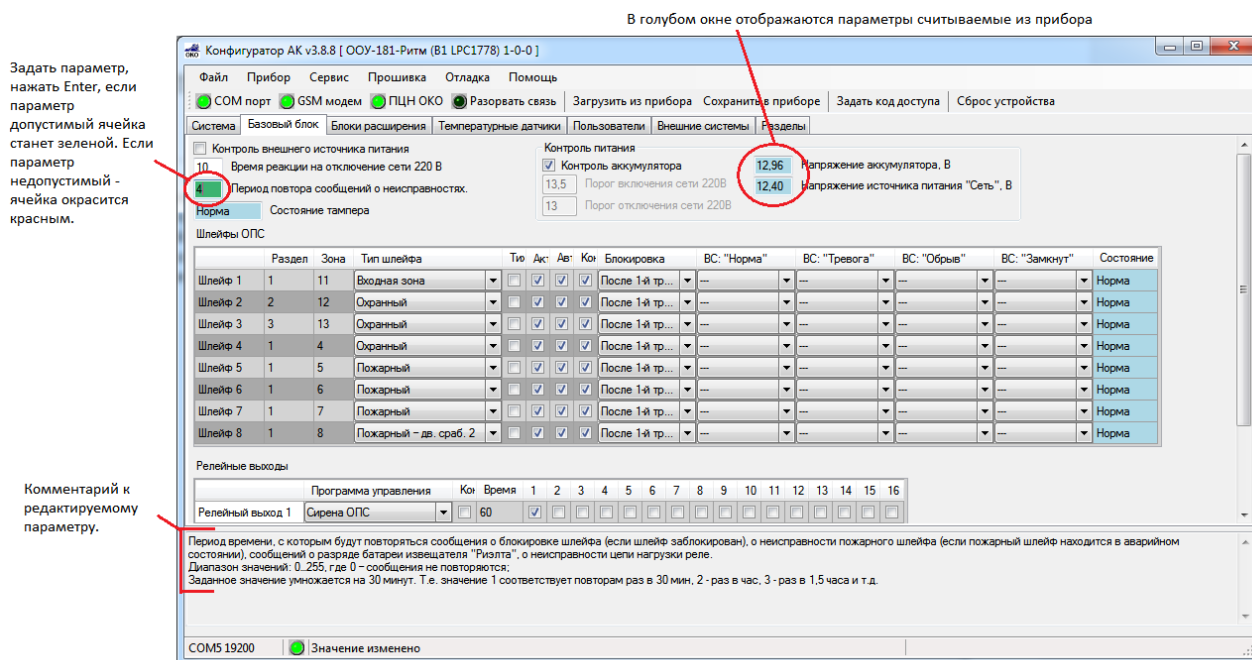 В голубом окне отображаются параметры считываемые из прибора
Задать параметр,
нажать Enter, если
параметр
допустимый ячейка
станет зеленой. Если
параметр
недопустимый -
ячейка окрасится
красным.
Конфигуратор АК v3.8.8 [ ООУ-181-Ритм (B1 LPC1778) 1-0-0 ]
Файл Прибор Сервис Прошивка Отладка Помощь
COM порт GSM модем ПЦН ОКО Разорвать связь Загрузить из прибора Сохранить в приборе Задать код доступа Сброс устройства
Система Базовый блок Блоки расширения Температурные датчики Пользователи Внешние системы Разделы
Контроль внешнего источника питания
10 Время реакции на отключение сети 220 В
4 Период повтора сообщений о неисправностях.
Норма Состояние тампера
Контроль питания
Контроль аккумулятора 12,96 Напряжение аккумулятора, В
13,5 Порог включения сети 220В 12,40 Напряжение источника питания "Сеть", В
13 Порог отключения сети 220В
Шлейфы ОПС
Раздел Зона Тип шлейфа Тих Ак Ав Кон Блокировка ВС: "Норма" ВС: "Тревога" ВС: "Обрыв" ВС: "Замкнут" Состояние
Шлейф 1 1 11 Входная зона После 1-й тр... --- --- --- --- Норма
Шлейф 2 2 12 Охранный После 1-й тр... --- --- --- --- Норма
Шлейф 3 3 13 Охранный После 1-й тр... --- --- --- --- Норма
Шлейф 4 1 4 Охранный После 1-й тр... --- --- --- --- Норма
Шлейф 5 1 5 Пожарный После 1-й тр... --- --- --- --- Норма
Шлейф 6 1 6 Пожарный После 1-й тр... --- --- --- --- Норма
Шлейф 7 1 7 Пожарный После 1-й тр... --- --- --- --- Норма
Шлейф 8 1 8 Пожарный – дв. сраб. 2 После 1-й тр... --- --- --- --- Норма
Релейные выходы
Программа управления Кон Время 1 2 3 4 5 6 7 8 9 10 11 12 13 14 15 16
Релейный выход 1 Сирена ОПС 60
Комментарий к
редактируемому
параметру.
Период времени, с которым будут повторяться сообщения о блокировке шлейфа (если шлейф заблокирован), о неисправности пожарного шлейфа (если пожарный шлейф находится в аварийном
состоянии), сообщений о разряде батареи извещателя "Риэлта", о неисправности цепи нагрузки реле.
Диапазон значений: 0..255, где 0 – сообщения не повторяются;
Заданное значение умножается на 30 минут. Т.е. значение 1 соответствует повторам раз в 30 мин, 2 - раз в час, 3 - раз в 1,5 часа и т.д.
COM5 19200 Значение изменено